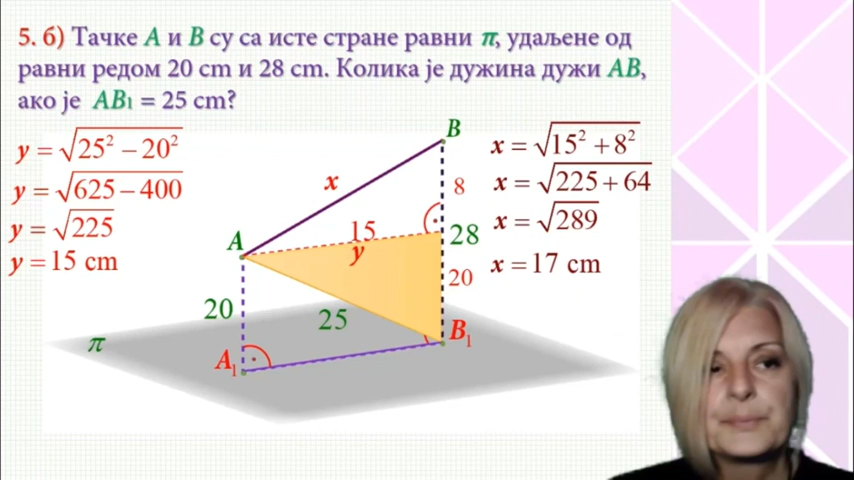 5. б) Тачке A и B су са исте стране равни π, удаљене од
равни редом 20 cm и 28 cm. Колика је дужина дужи AB,
ако је AB₁ = 25 cm?
y = √(25² − 20²)
y = √(625 − 400)
y = √225
y = 15 cm
x = √(15² + 8²)
x = √(225 + 64)
x = √289
x = 17 cm
B
x
8
15
y
28
A
20
20
25
B₁
A₁
π